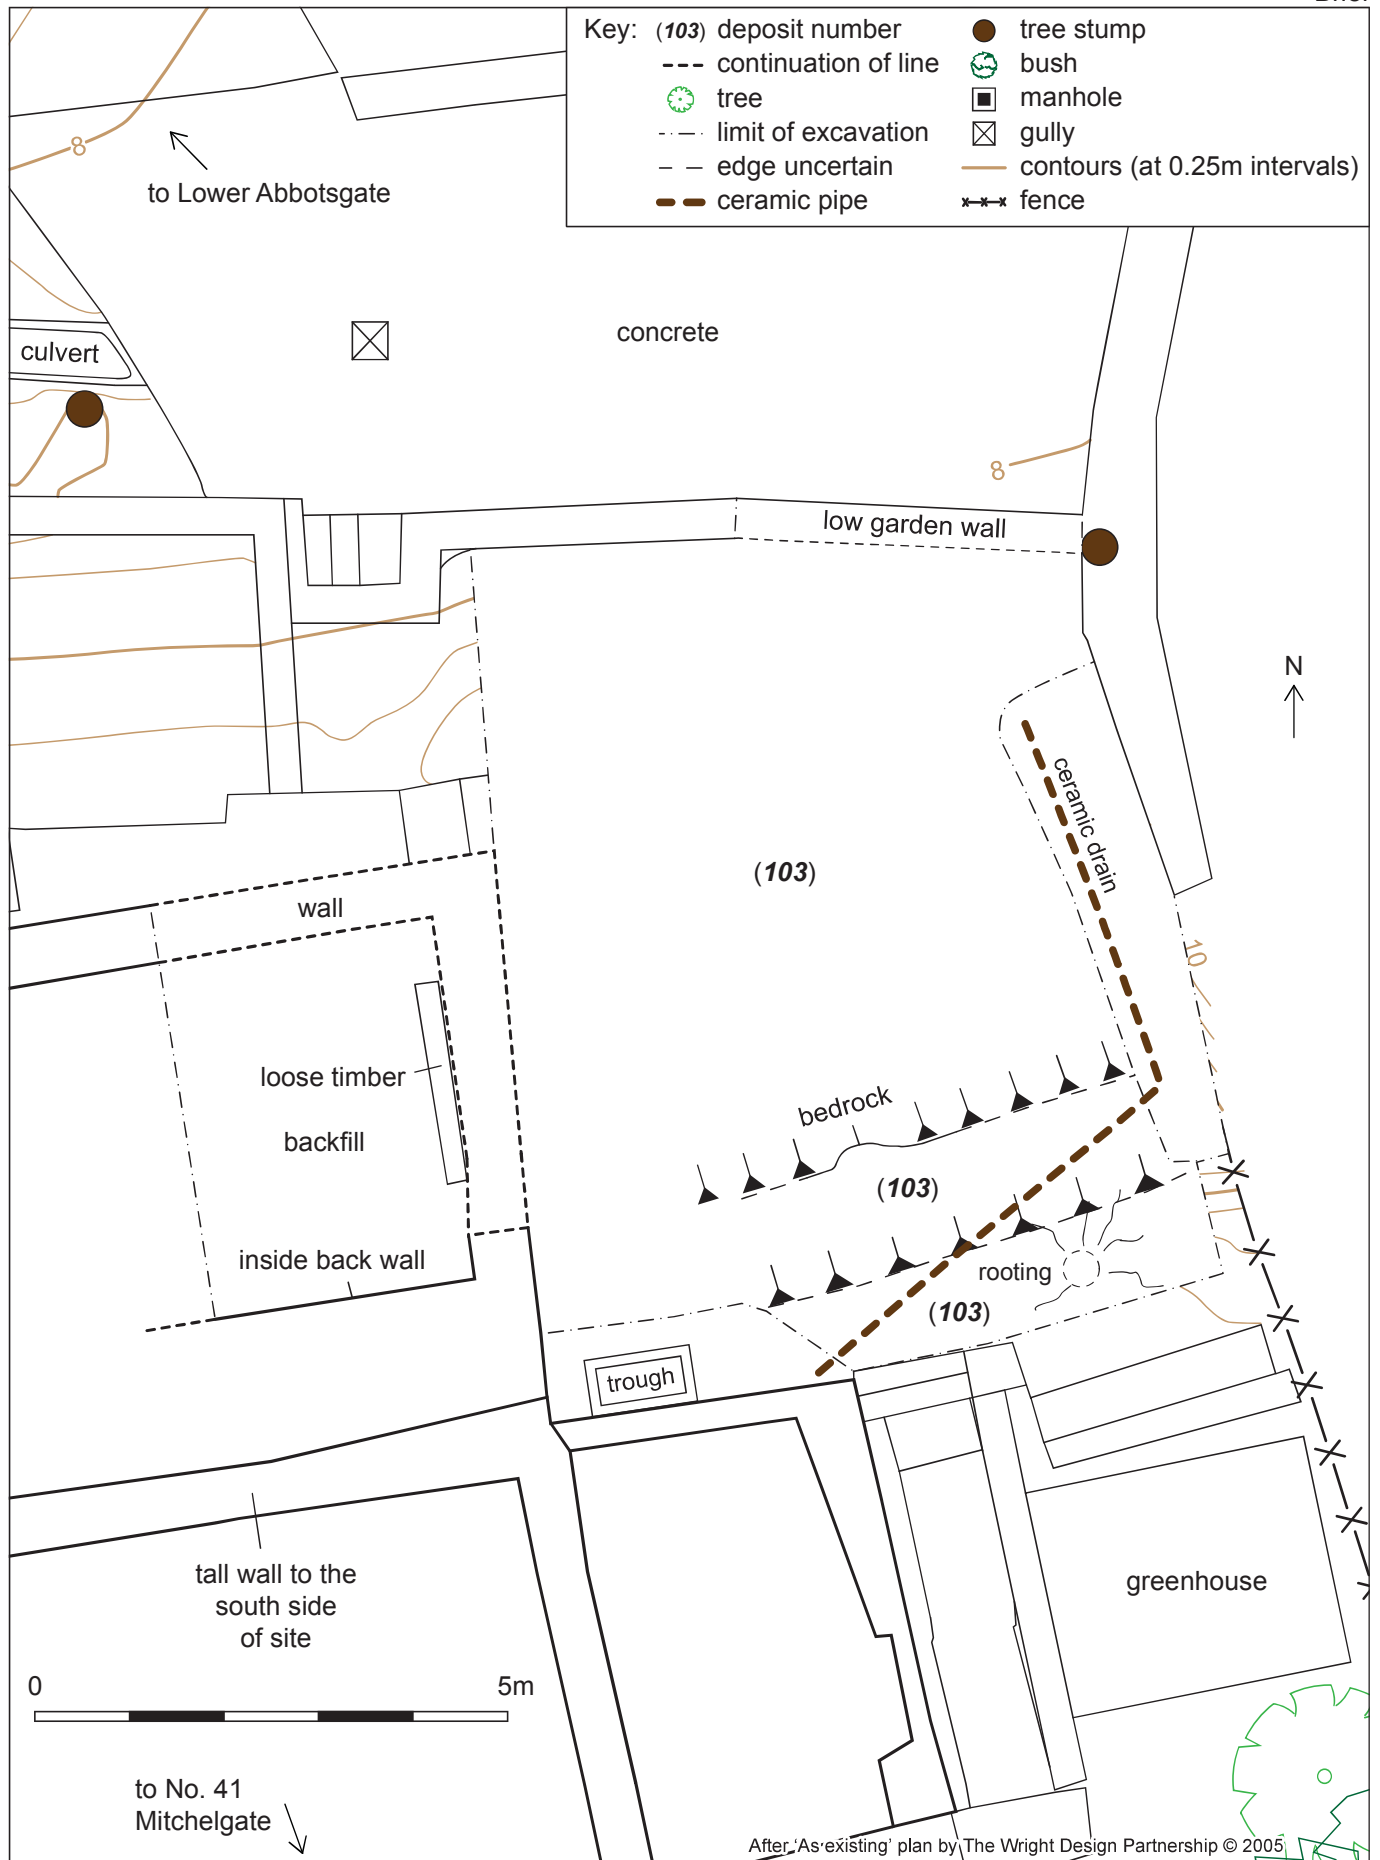 Key: (103) deposit number
tree stump
continuation of line
bush
tree
manhole
limit of excavation
gully
edge uncertain
contours (at 0.25m intervals)
ceramic pipe
fence
8
to Lower Abbotsgate
culvert
concrete
8
low garden wall
N
ceramic drain
(103)
wall
10
loose timber
bedrock
backfill
(103)
inside back wall
rooting
(103)
trough
tall wall to the
south side
of site
greenhouse
0 5m
to No. 41
Mitchelgate
After 'As existing' plan by The Wright Design Partnership © 2005